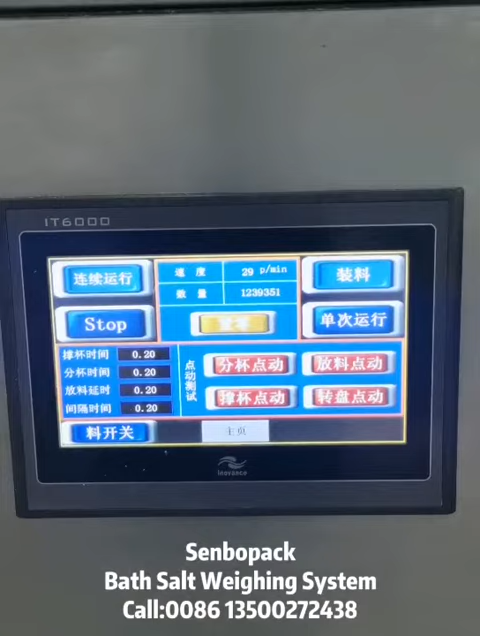 IT6000
连续运行
速 度
29 p/min
装料
数 量
1239351
Stop
单次运行
撑杯时间
0.20
分杯时间
0.20
放料延时
0.20
间隔时间
0.20
点动测试
分杯点动
放料点动
撑杯点动
转盘点动
料开关
主页
inovance
Senbopack
Bath Salt Weighing System
Call:0086 13500272438